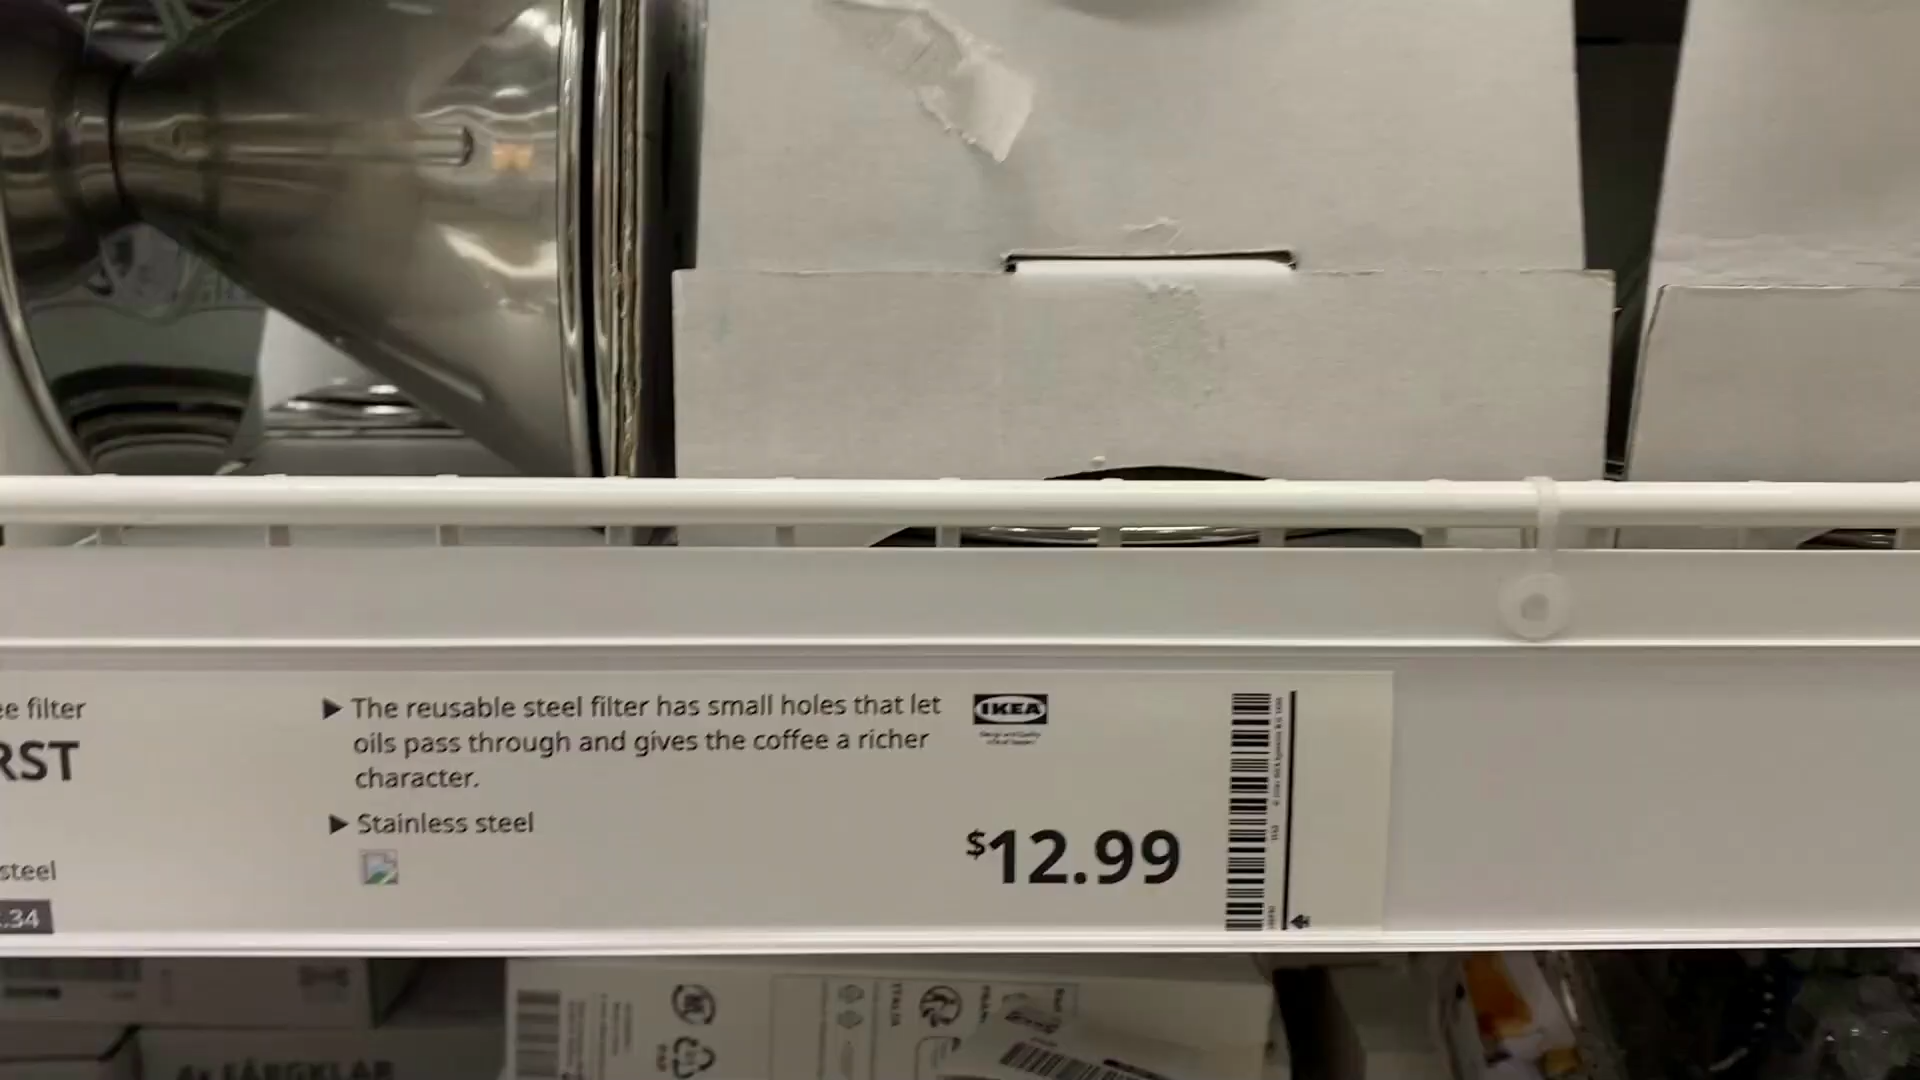 ee filter
RST
steel
.34
▶ The reusable steel filter has small holes that let
oils pass through and gives the coffee a richer
character.
▶ Stainless steel
IKEA
$12.99
FÄRGKLAR